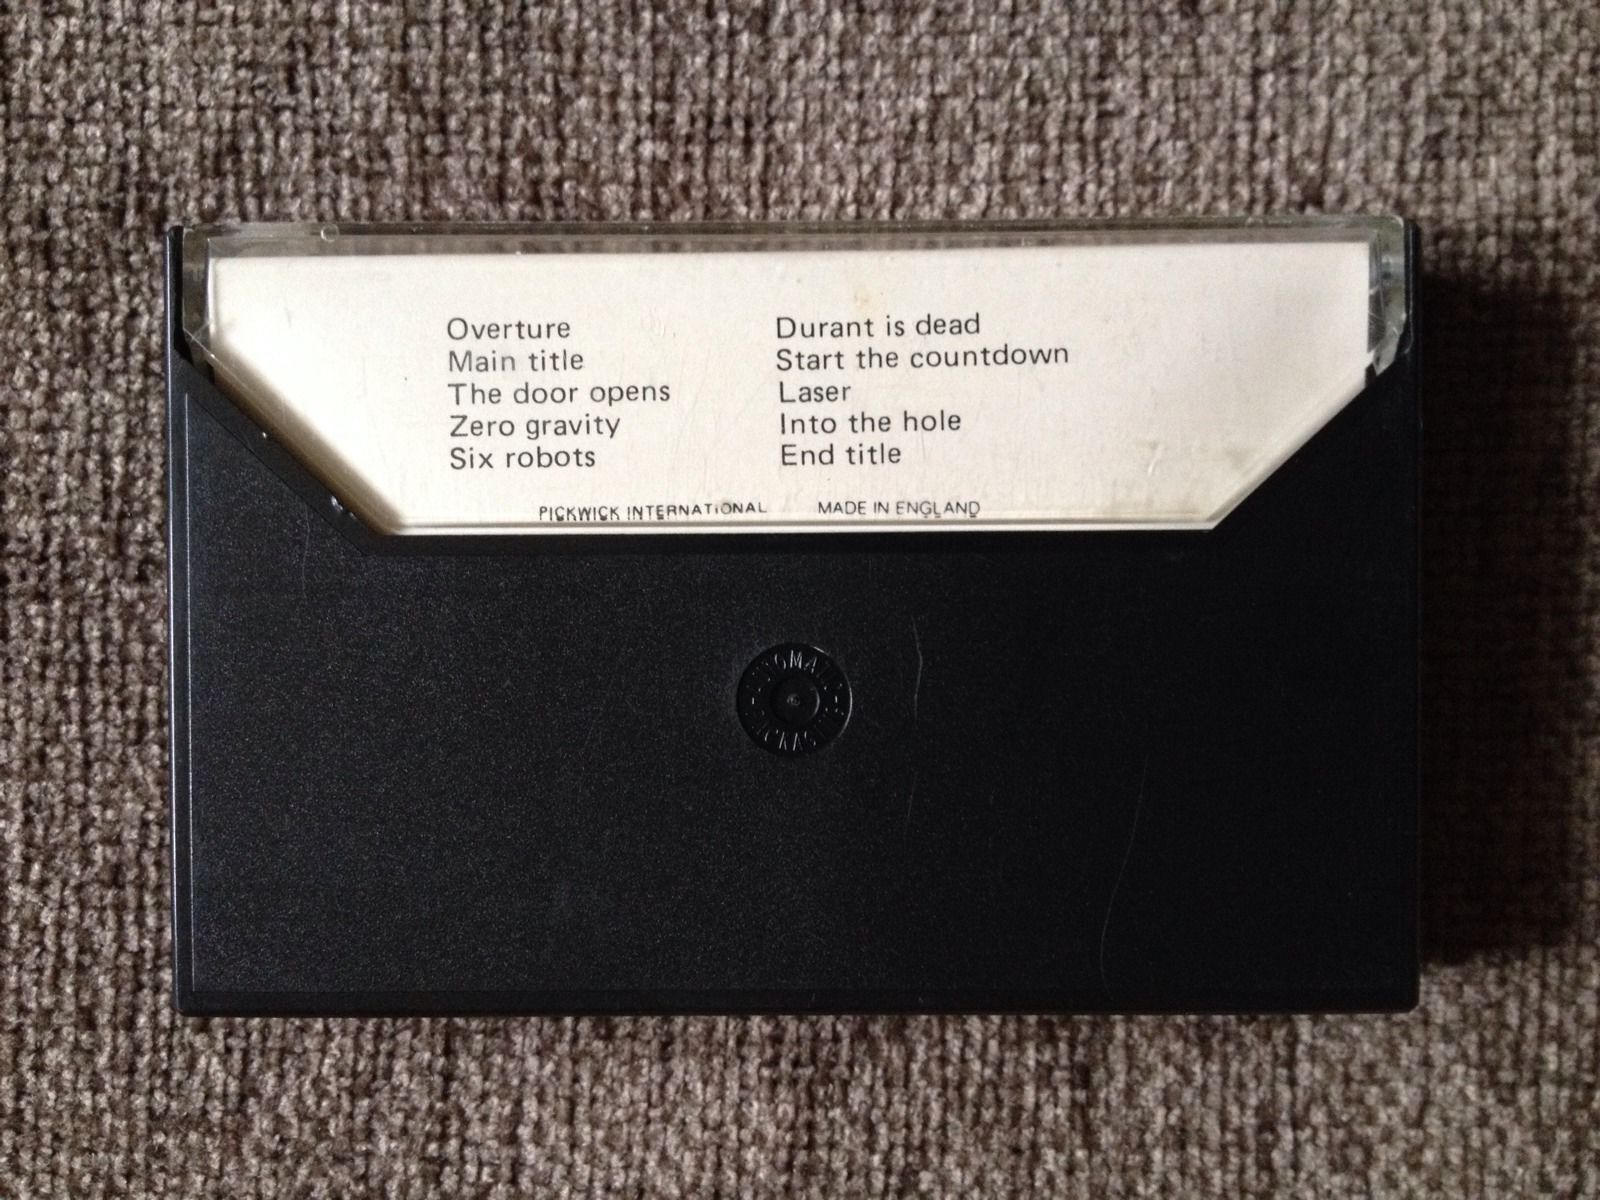 Overture
Main title
The door opens
Zero gravity
Six robots
Durant is dead
Start the countdown
Laser
Into the hole
End title
PICKWICK INTERNATIONAL MADE IN ENGLAND